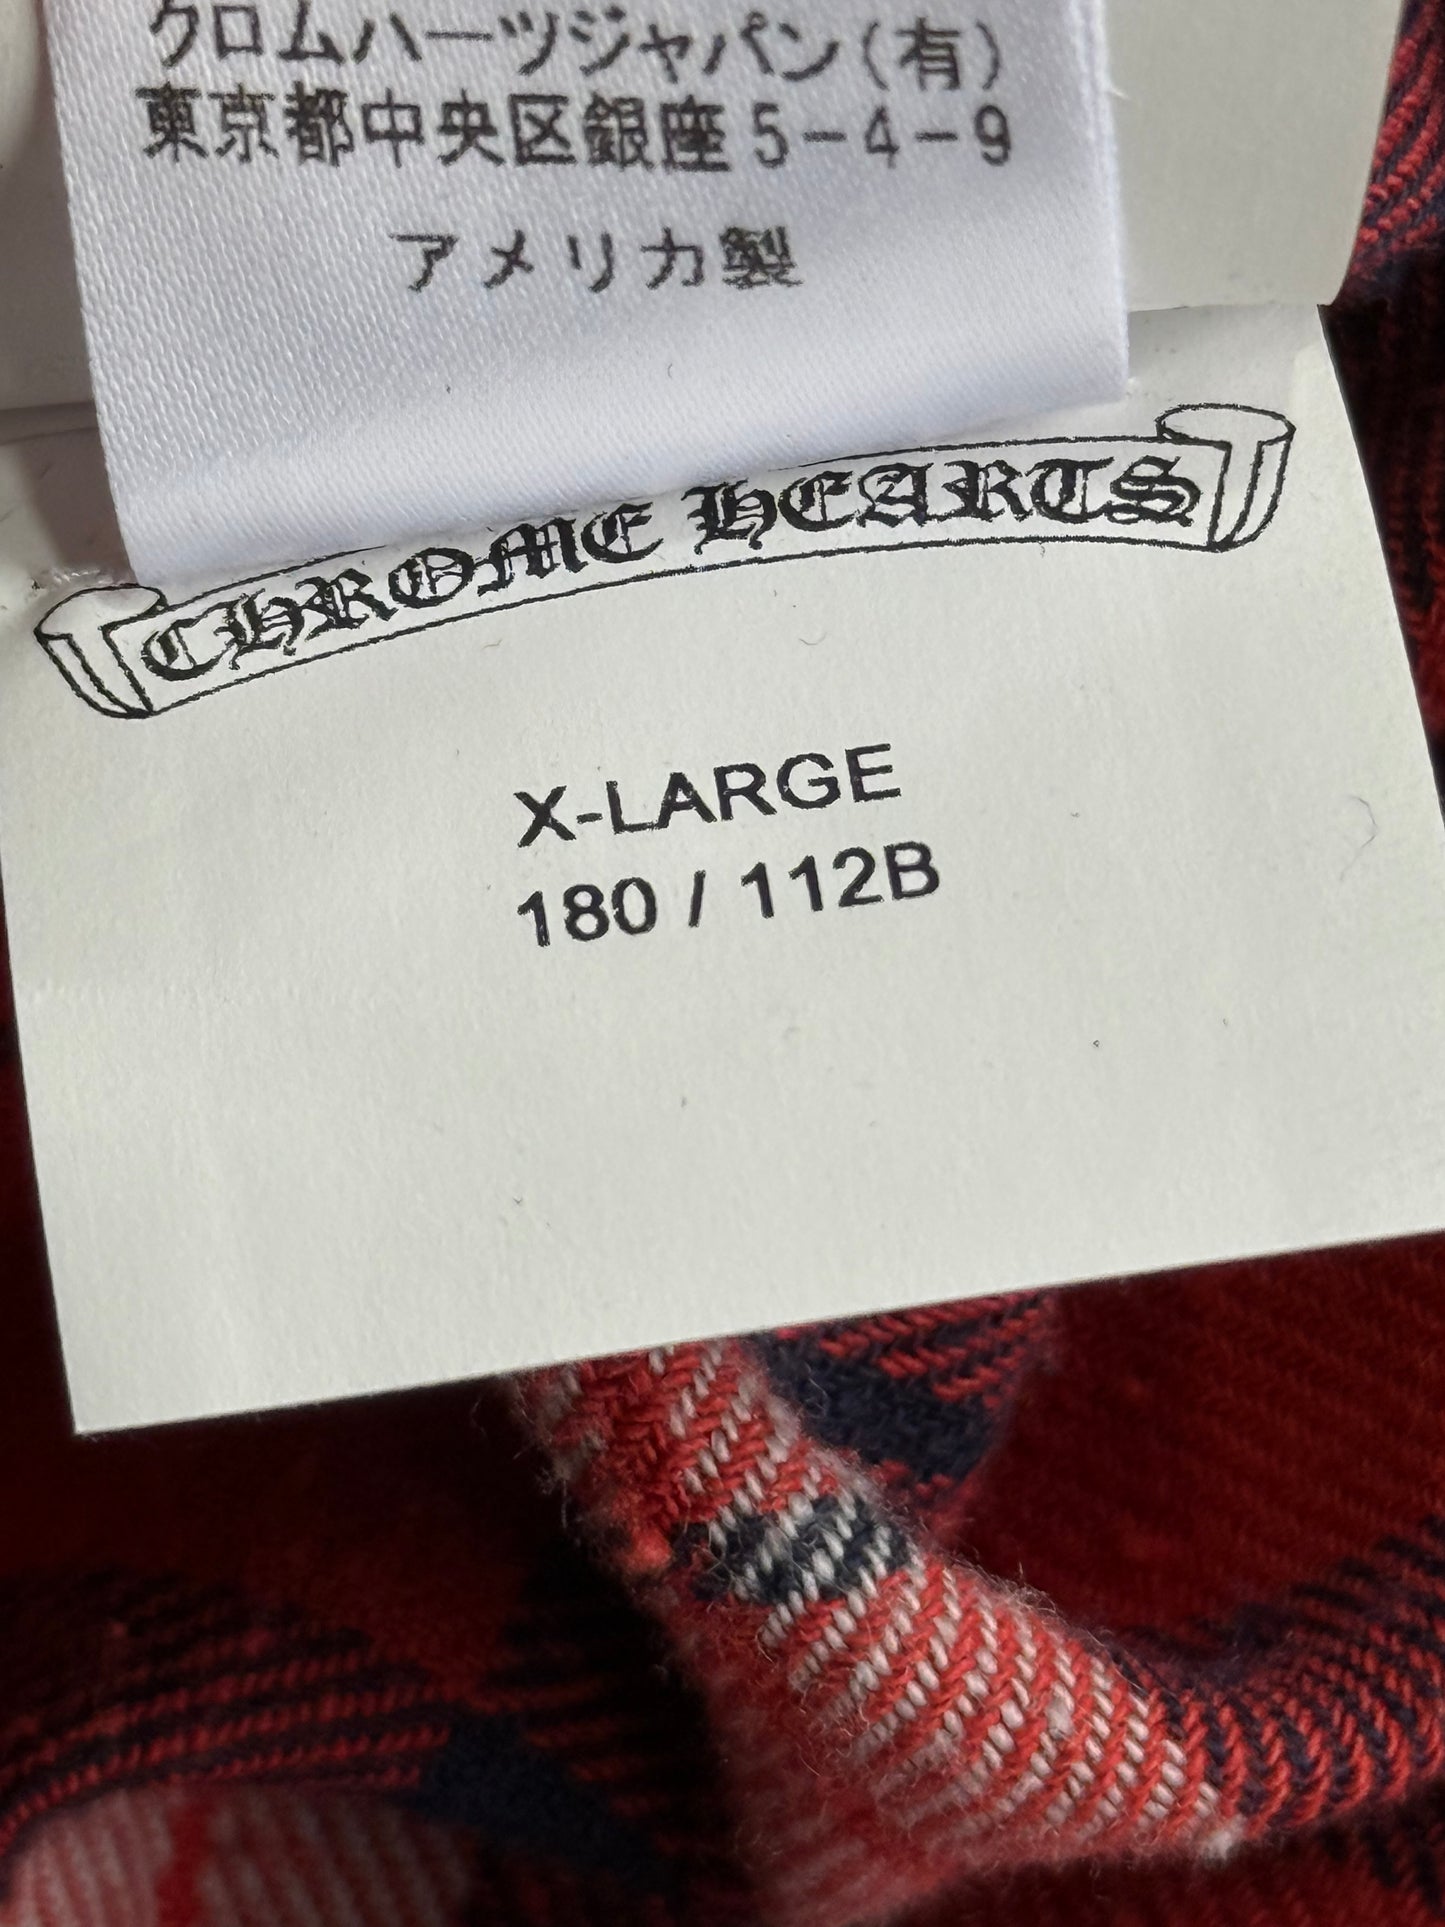 クロムハーツジャパン(有)
東京都中央区銀座5-4-9
アメリカ製
CHROME HEARTS
X-LARGE
180 / 112B